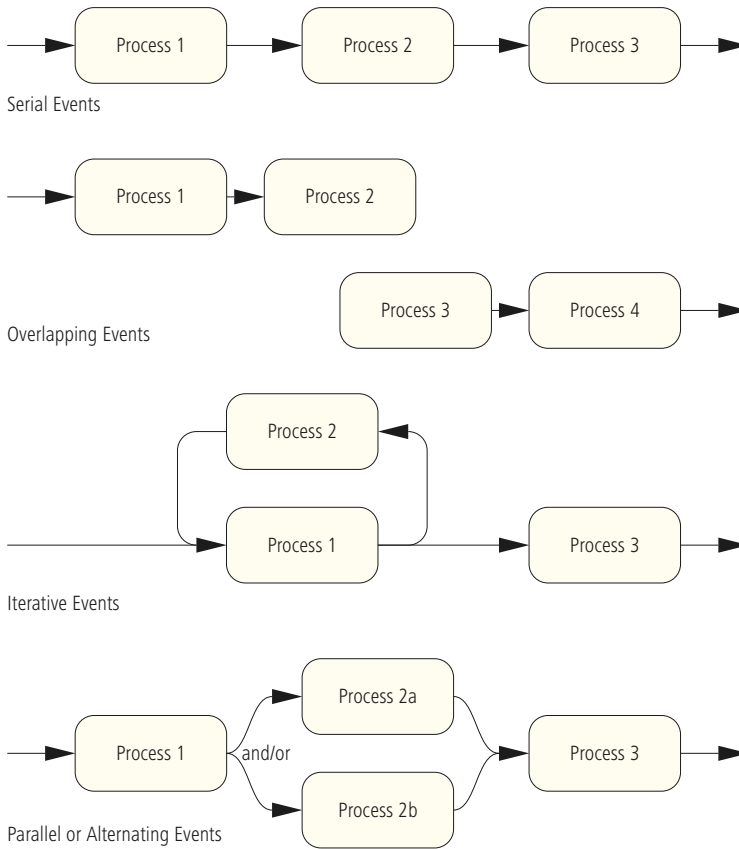 Process 1
Process 2
Process 3
Serial Events
Process 1
Process 2
Process 3
Process 4
Overlapping Events
Process 2
Process 1
Process 3
Iterative Events
Process 2a
Process 1
and/or
Process 3
Process 2b
Parallel or Alternating Events